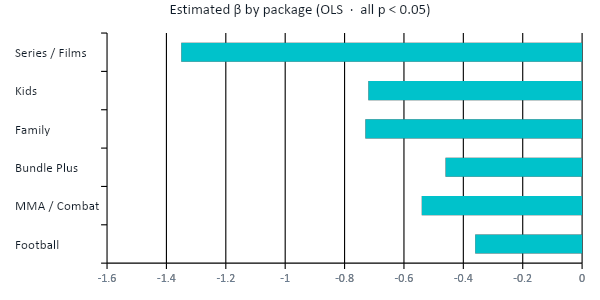 Estimated β by package (OLS · all p < 0.05)
Series / Films
Kids
Family
Bundle Plus
MMA / Combat
Football
-1.6 -1.4 -1.2 -1 -0.8 -0.6 -0.4 -0.2 0